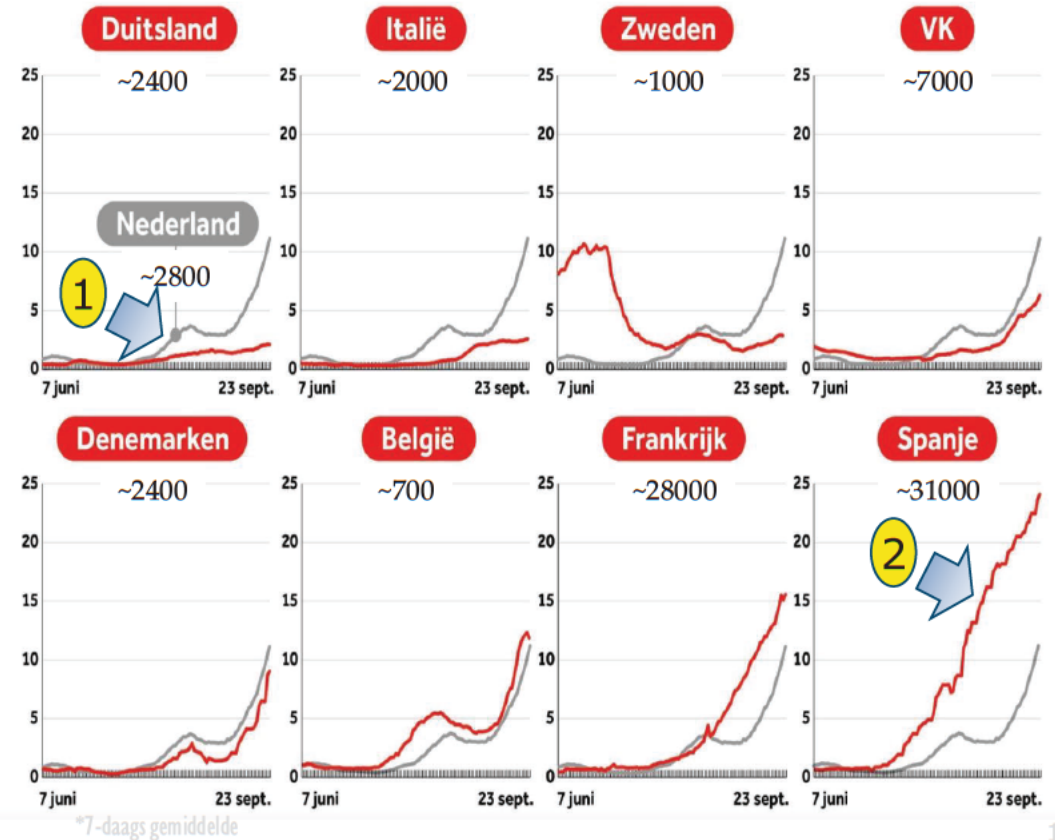 Duitsland
Italië
Zweden
VK
25 ~2400
25 ~2000
25 ~1000
25 ~7000
20
20
20
20
15
15
15
15
Nederland
10
10
10
10
~2800
1
5
5
5
5
0
0
0
0
7 juni 23 sept.
7 juni 23 sept.
7 juni 23 sept.
7 juni 23 sept.
Denemarken
België
Frankrijk
Spanje
25 ~2400
25 ~700
25 ~28000
25 ~31000
20
20
20
20
2
15
15
15
15
10
10
10
10
5
5
5
5
0
0
0
0
7 juni 23 sept.
7 juni 23 sept.
7 juni 23 sept.
7 juni 23 sept.
*7-daags gemiddelde